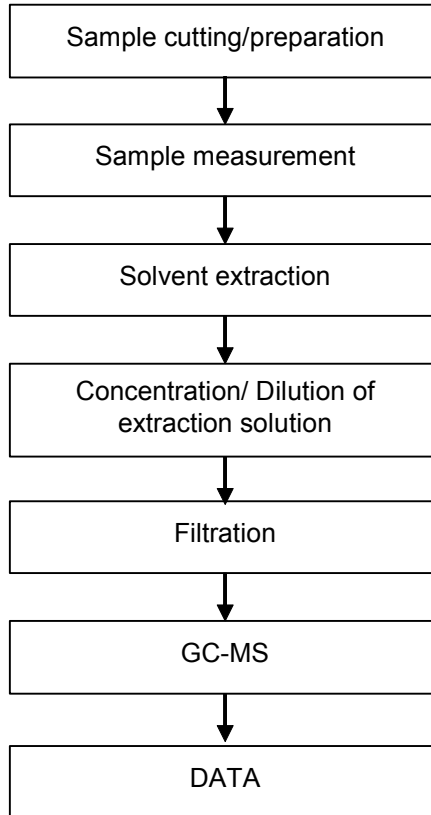 Sample cutting/preparation
Sample measurement
Solvent extraction
Concentration/ Dilution of
extraction solution
Filtration
GC-MS
DATA